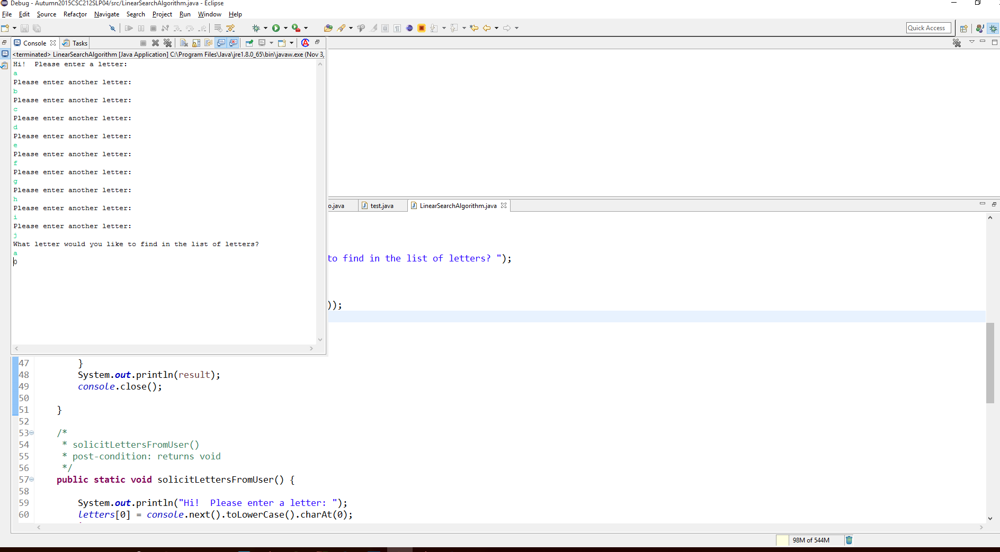 Debug - Autumn2015CSC212SLP04/src/LinearSearchAlgorithm.java - Eclipse
File Edit Source Refactor Navigate Search Project Run Window Help
Quick Access
Console Tasks
<terminated> LinearSearchAlgorithm [Java Application] C:\Program Files\Java\jre1.8.0_65\bin\javaw.exe (Nov 3,
Hi!  Please enter a letter:
a
Please enter another letter:
b
Please enter another letter:
c
Please enter another letter:
d
Please enter another letter:
e
Please enter another letter:
f
Please enter another letter:
g
Please enter another letter:
h
Please enter another letter:
i
Please enter another letter:
j
What letter would you like to find in the list of letters?
a
0
o.java test.java LinearSearchAlgorithm.java
to find in the list of letters? ");
));
47 }
48 System.out.println(result);
49 console.close();
50
51 }
52
53 /*
54 * solicitLettersFromUser()
55 * post-condition: returns void
56 */
57 public static void solicitLettersFromUser() {
58
59 System.out.println("Hi!  Please enter a letter: ");
60 letters[0] = console.next().toLowerCase().charAt(0);
98M of 544M